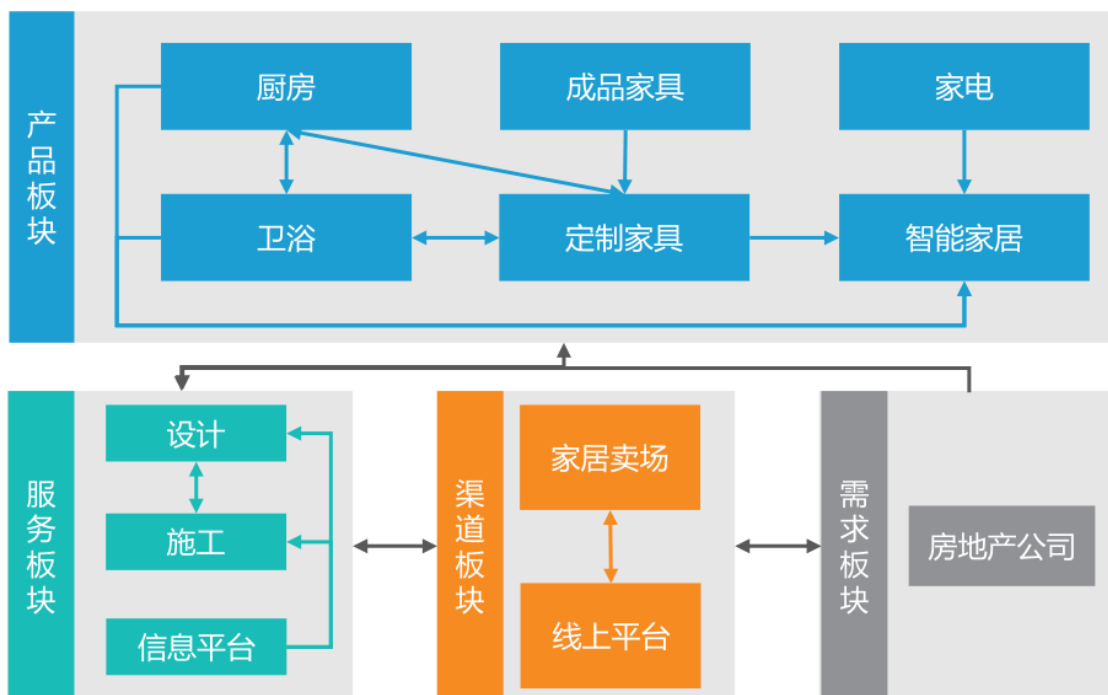 产品板块
厨房
成品家具
家电
卫浴
定制家具
智能家居
服务板块
设计
施工
信息平台
渠道板块
家居卖场
线上平台
需求板块
房地产公司